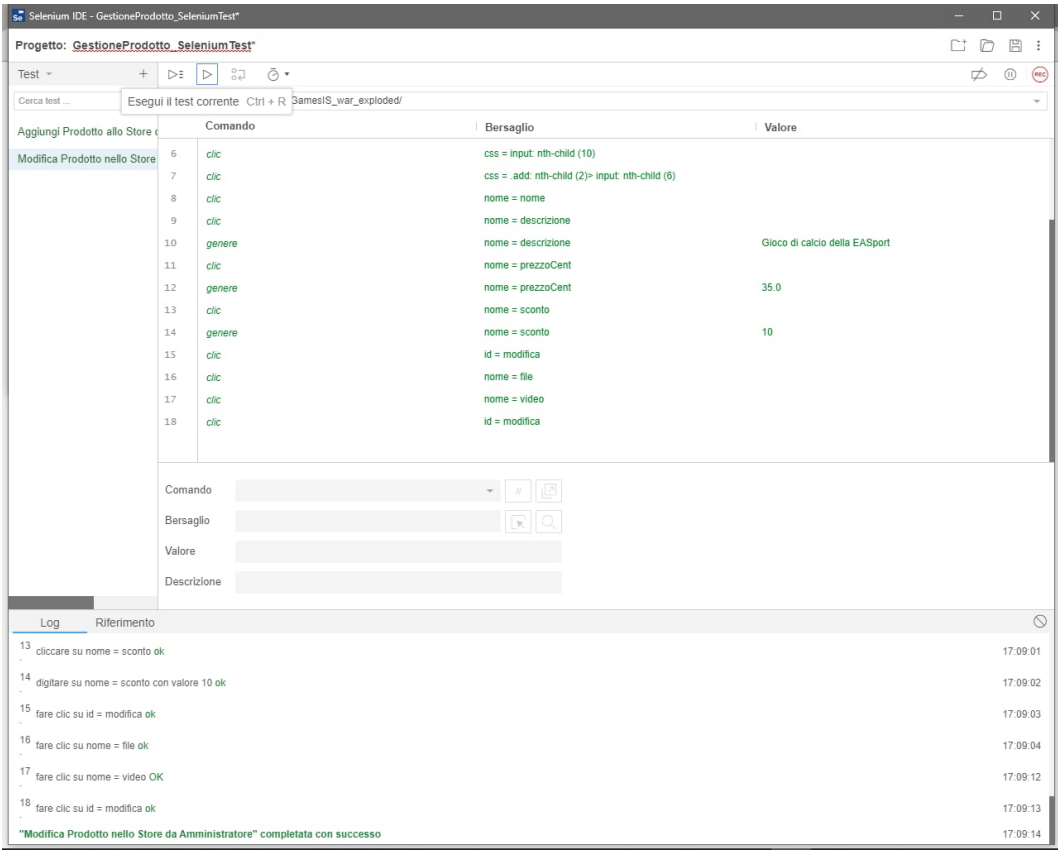 Selenium IDE - GestioneProdotto_SeleniumTest*
Progetto: GestioneProdotto_SeleniumTest*
Test
REC
Cerca test ...
Esegui il test corrente Ctrl + R
GamesIS_war_exploded/
Comando Bersaglio Valore
Aggiungi Prodotto allo Store
Modifica Prodotto nello Store
6 clic css = input: nth-child (10)
7 clic css = .add: nth-child (2)> input: nth-child (6)
8 clic nome = nome
9 clic nome = descrizione
10 genere nome = descrizione Gioco di calcio della EASport
11 clic nome = prezzoCent
12 genere nome = prezzoCent 35.0
13 clic nome = sconto
14 genere nome = sconto 10
15 clic id = modifica
16 clic nome = file
17 clic nome = video
18 clic id = modifica
Comando
//
Bersaglio
Valore
Descrizione
Log Riferimento
13. cliccare su nome = sconto ok 17:09:01
14. digitare su nome = sconto con valore 10 ok 17:09:02
15. fare clic su id = modifica ok 17:09:03
16. fare clic su nome = file ok 17:09:04
17. fare clic su nome = video OK 17:09:12
18. fare clic su id = modifica ok 17:09:13
"Modifica Prodotto nello Store da Amministratore" completata con successo 17:09:14